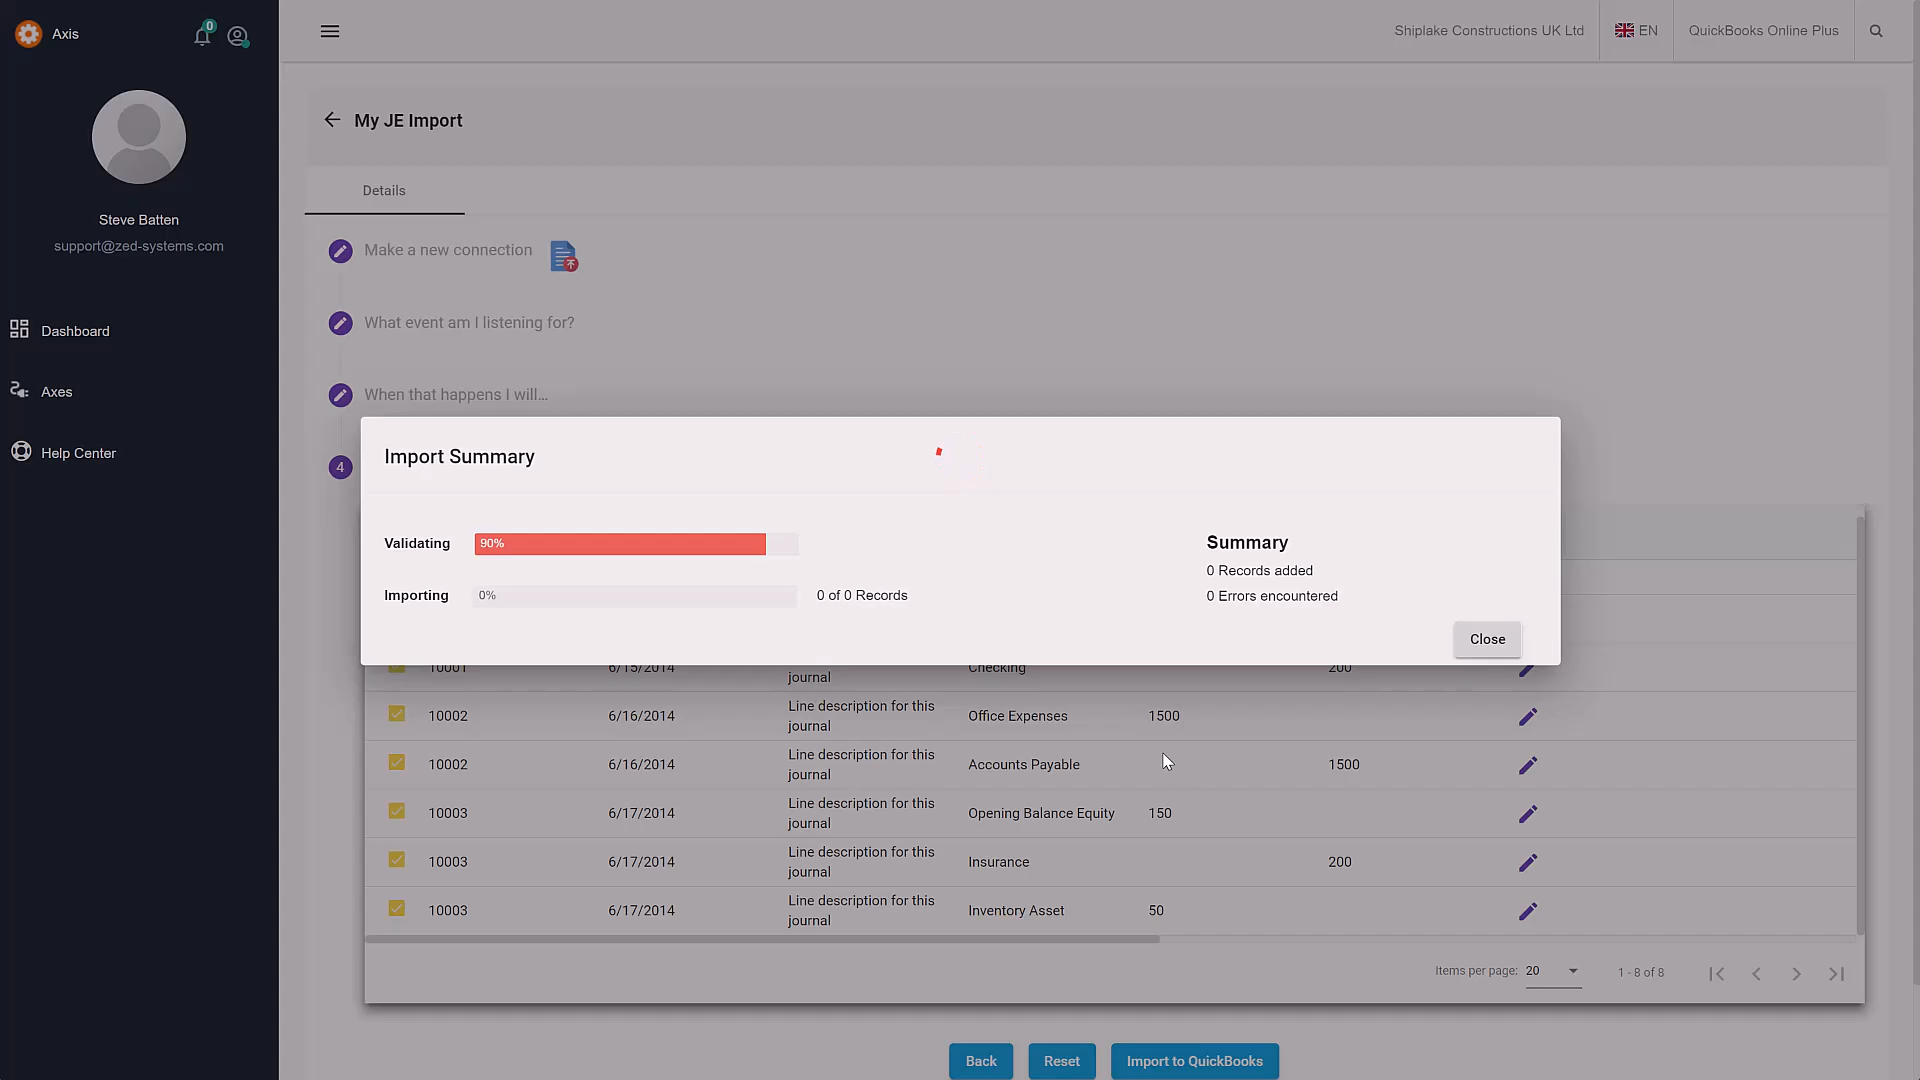 Axis
0
Shiplake Constructions UK Ltd
EN
QuickBooks Online Plus
Steve Batten
support@zed-systems.com
Dashboard
Axes
Help Center
My JE Import
Details
Make a new connection
What event am I listening for?
When that happens I will...
4
Import Summary
Validating
90%
Importing
0%
0 of 0 Records
Summary
0 Records added
0 Errors encountered
Close
10001 6/15/2014 journal Checking 200
10002 6/16/2014 Line description for this Office Expenses 1500
journal
10002 6/16/2014 Line description for this Accounts Payable 1500
journal
10003 6/17/2014 Line description for this Opening Balance Equity 150
journal
10003 6/17/2014 Line description for this Insurance 200
journal
10003 6/17/2014 Line description for this Inventory Asset 50
journal
Items per page: 20 1 - 8 of 8
Back
Reset
Import to QuickBooks